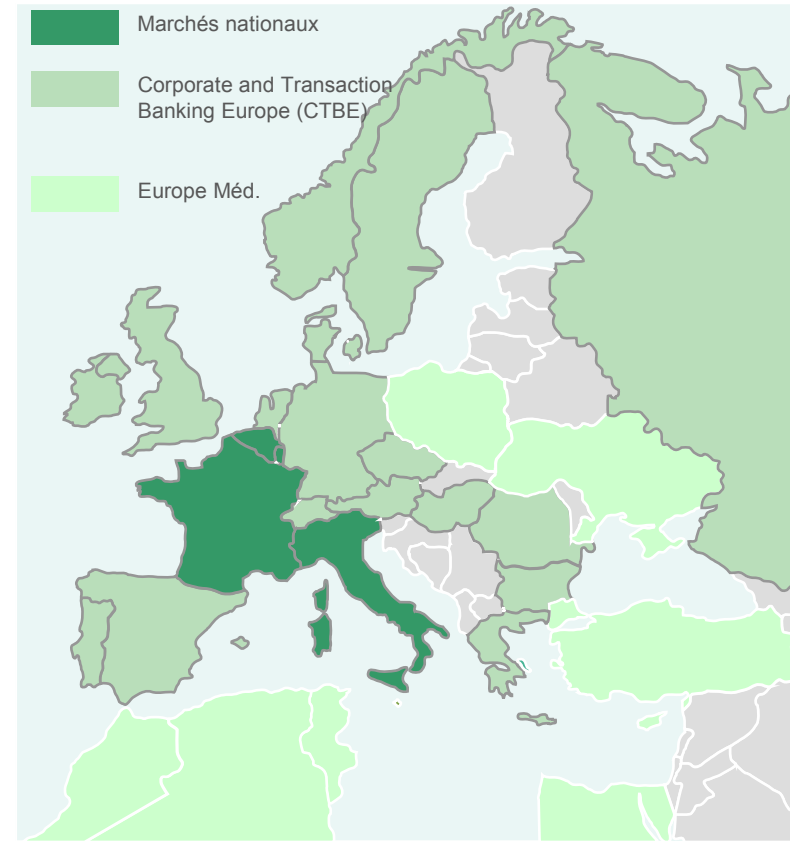 Marchés nationaux
Corporate and Transaction
Banking Europe (CTBE)
Europe Méd.